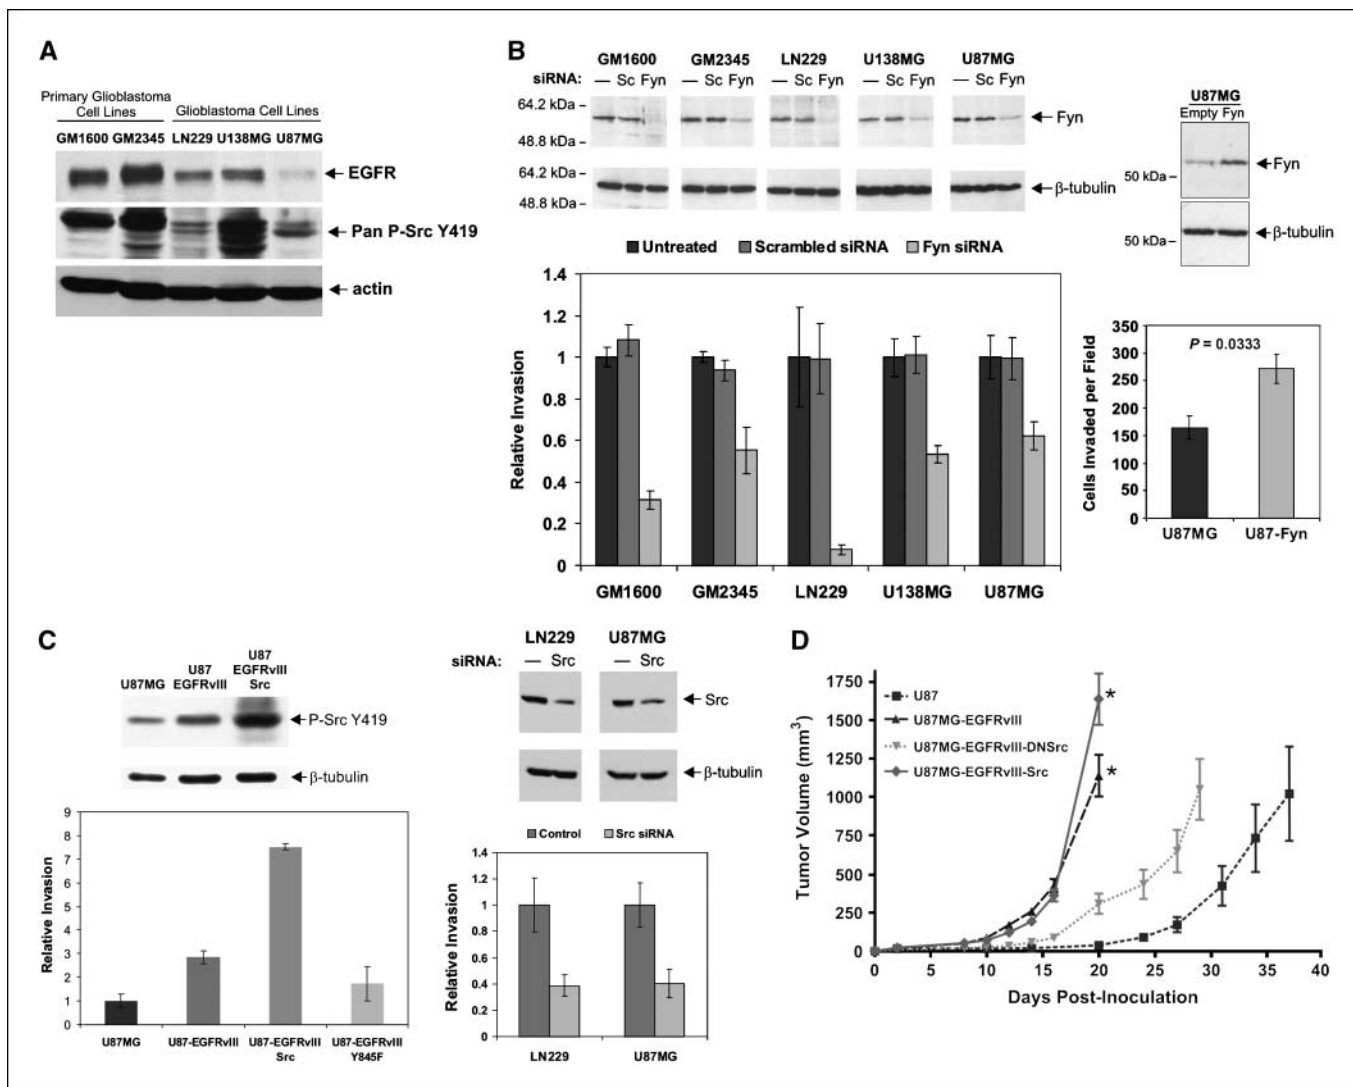 A
Primary Glioblastoma
Cell Lines
Glioblastoma Cell Lines
GM1600 GM2345 LN229 U138MG U87MG
EGFR
Pan P-Src Y419
actin
B
GM1600 GM2345 LN229 U138MG U87MG
siRNA: — Sc Fyn — Sc Fyn — Sc Fyn — Sc Fyn — Sc Fyn
64.2 kDa –
Fyn
48.8 kDa –
64.2 kDa –
β-tubulin
48.8 kDa –
U87MG
Empty Fyn
Fyn
50 kDa –
β-tubulin
50 kDa –
Untreated Scrambled siRNA Fyn siRNA
Relative Invasion
1.4
1.2
1
0.8
0.6
0.4
0.2
0
GM1600 GM2345 LN229 U138MG U87MG
Cells Invaded per Field
350
300
250
200
150
100
50
0
P = 0.0333
U87MG U87-Fyn
C
U87MG
U87
EGFRvIII
U87
EGFRvIII
Src
P-Src Y419
β-tubulin
Relative Invasion
9
8
7
6
5
4
3
2
1
0
U87MG U87-EGFRvIII U87-EGFRvIII U87-EGFRvIII
Src Y845F
LN229 U87MG
siRNA: — Src — Src
Src
β-tubulin
Control Src siRNA
Relative Invasion
1.4
1.2
1
0.8
0.6
0.4
0.2
0
LN229 U87MG
D
Tumor Volume (mm³)
1750
1500
1250
1000
750
500
250
0
U87
U87MG-EGFRvIII
U87MG-EGFRvIII-DNSrc
U87MG-EGFRvIII-Src
*
*
0 5 10 15 20 25 30 35 40
Days Post-Inoculation